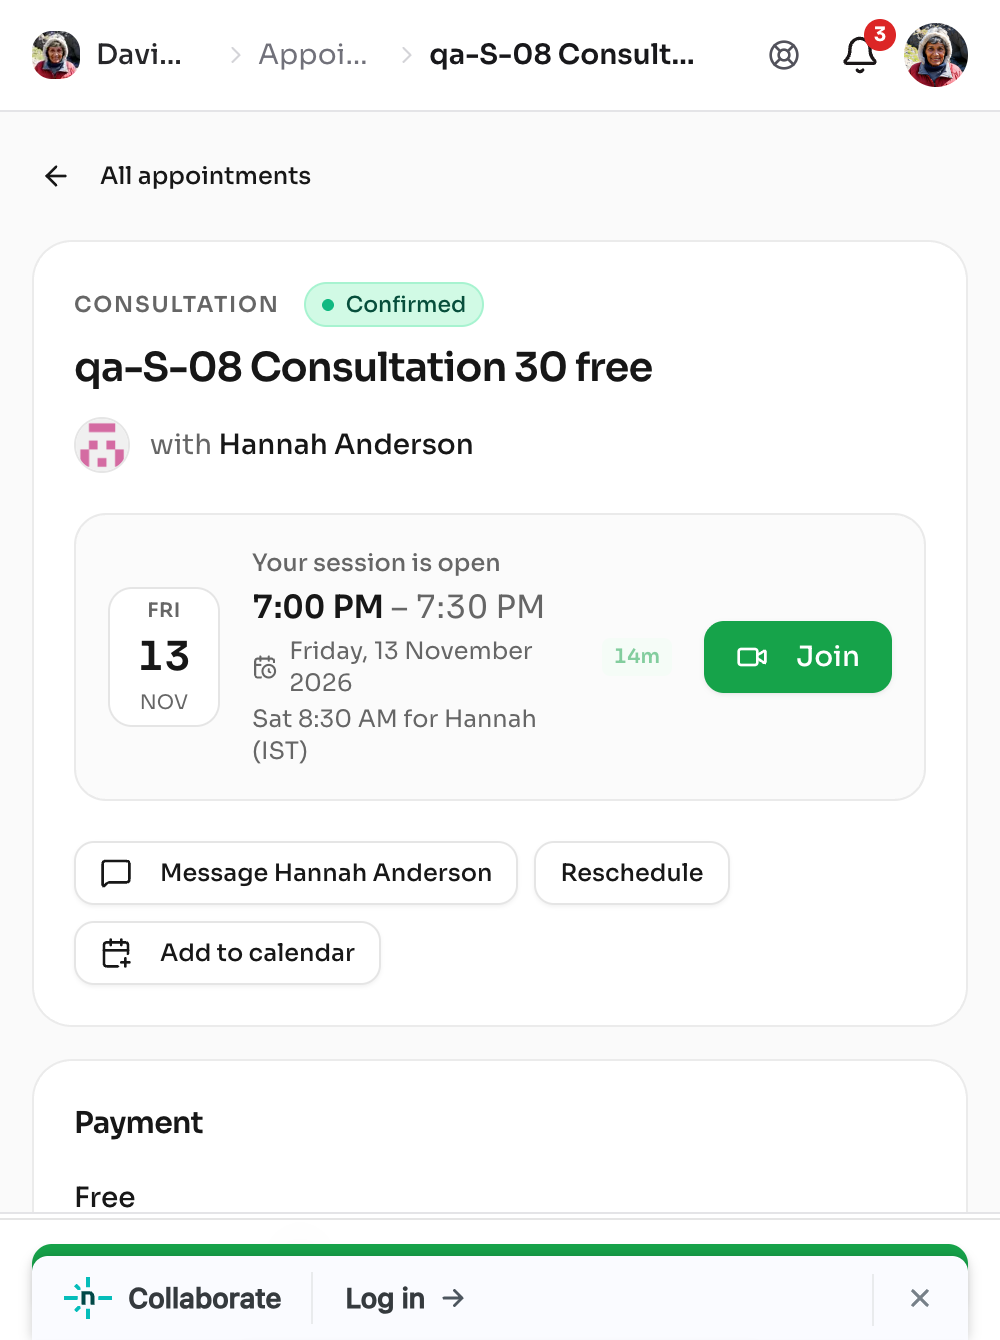 Davi...
Appoi...
qa-S-08 Consult...
3
All appointments
CONSULTATION
Confirmed
qa-S-08 Consultation 30 free
with Hannah Anderson
FRI
13
NOV
Your session is open
7:00 PM – 7:30 PM
Friday, 13 November
2026
Sat 8:30 AM for Hannah
(IST)
14m
Join
Message Hannah Anderson
Reschedule
Add to calendar
Payment
Free
n
Collaborate
Log in